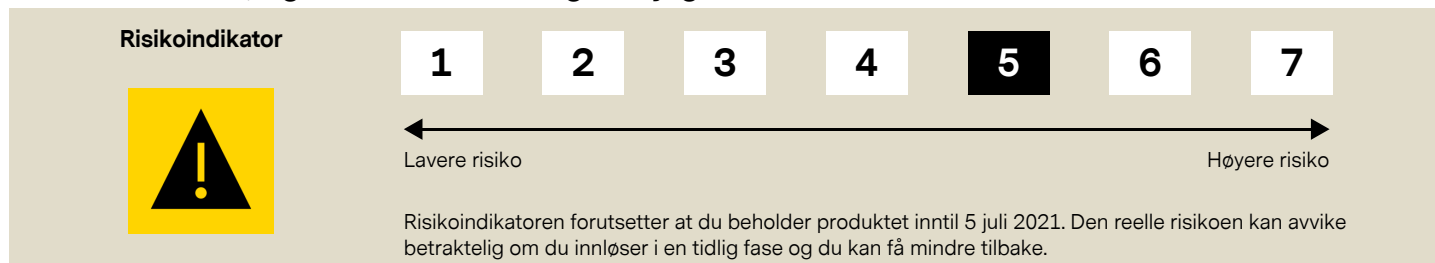 Risikoindikator
1 2 3 4 5 6 7
Lavere risiko Høyere risiko
Risikoindikatoren forutsetter at du beholder produktet inntil 5 juli 2021. Den reelle risikoen kan avvike
betraktelig om du innløser i en tidlig fase og du kan få mindre tilbake.